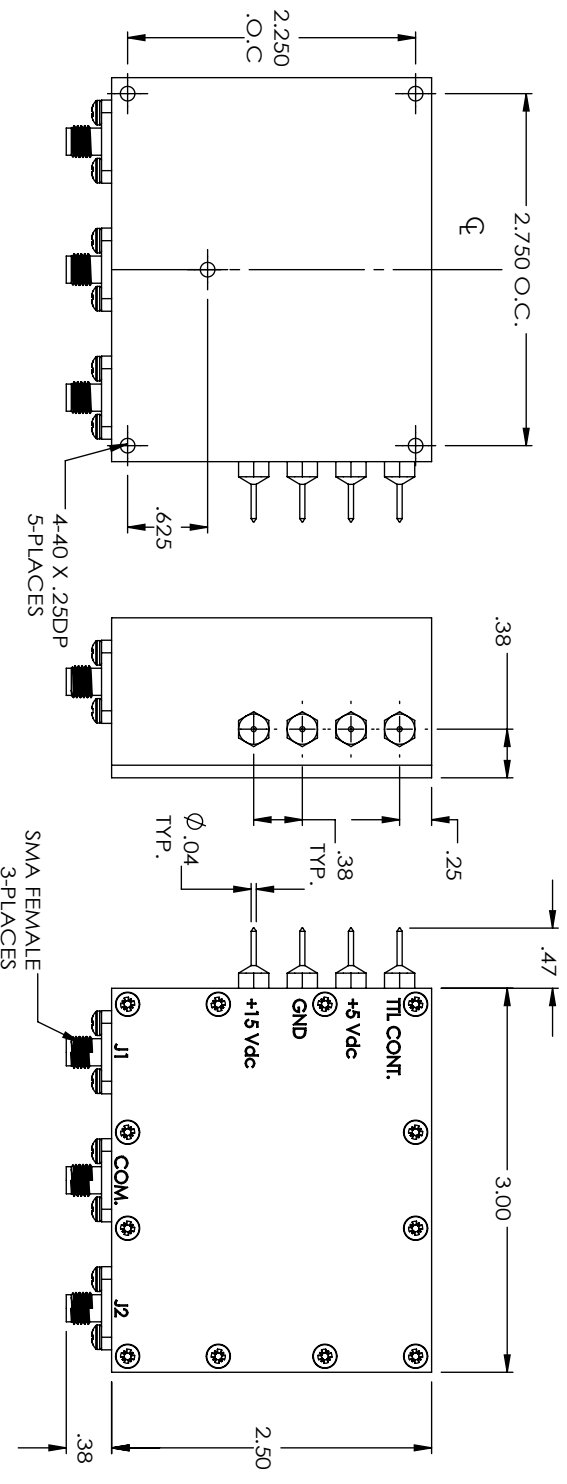 2.250
.O.C
2.750 O.C.
℄
.625
4-40 X .25DP
5-PLACES
.38
.25
.38
TYP.
Ø .04
TYP.
.47
3.00
TTL CONT.
+5 Vdc
GND
+15 Vdc
J1
COM.
J2
2.50
.38
SMA FEMALE
3-PLACES